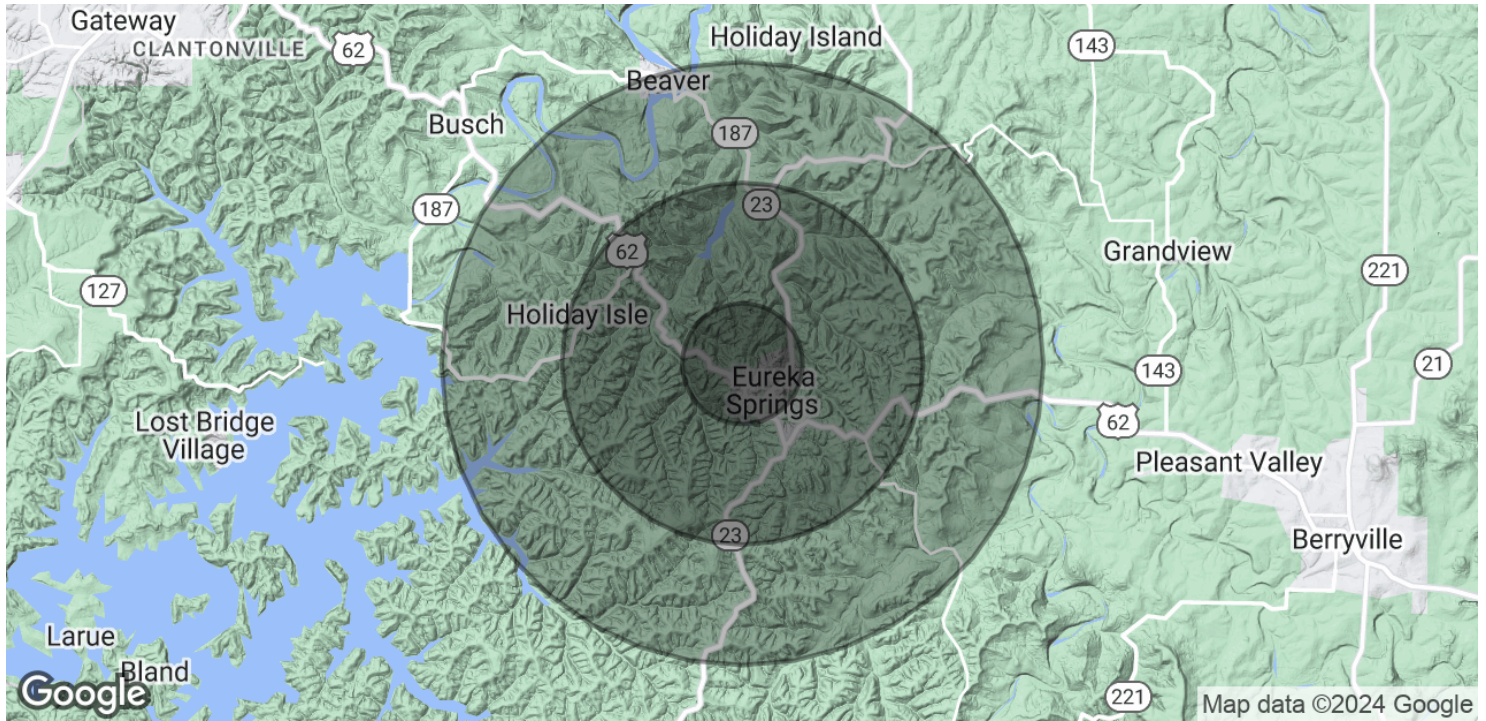 Gateway
CLANTONVILLE
62
Holiday Island
143
Beaver
Busch
187
187
23
62
Grandview
221
127
Holiday Isle
143
21
Eureka
Springs
62
Lost Bridge
Village
Pleasant Valley
23
Berryville
Larue
Bland
221
Google
Map data ©2024 Google